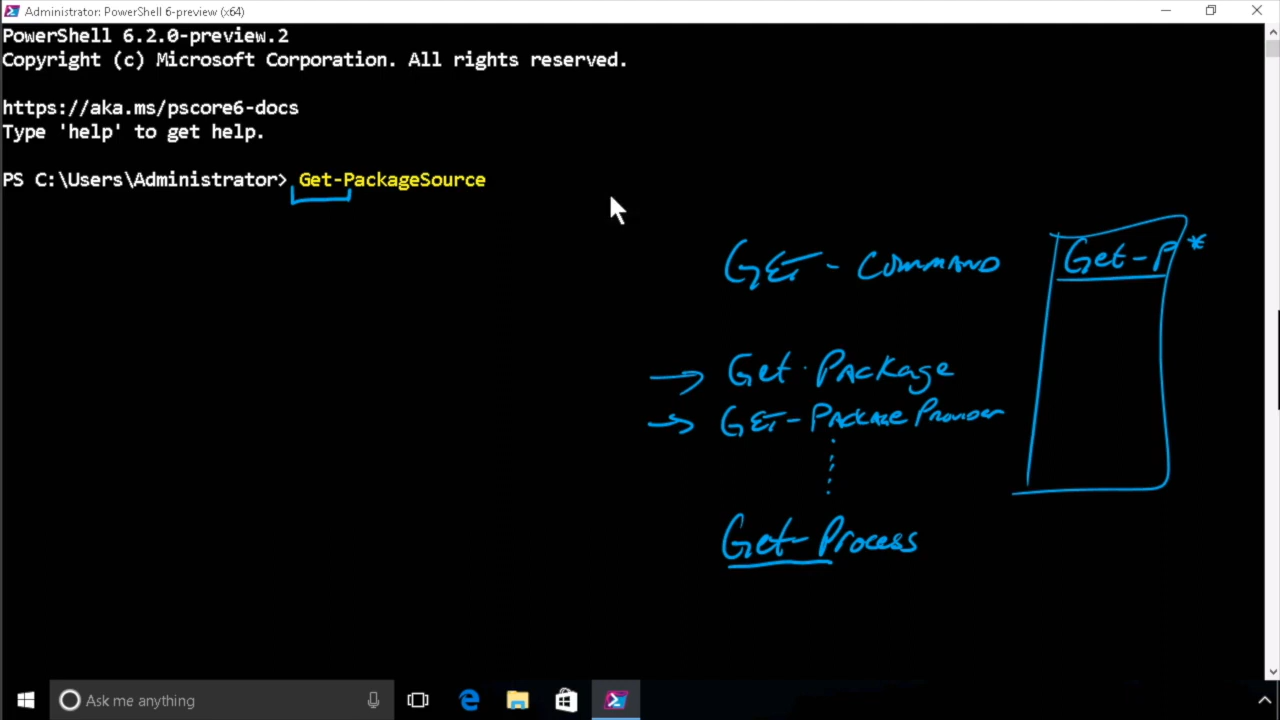 Administrator: PowerShell 6-preview (x64)
PowerShell 6.2.0-preview.2
Copyright (c) Microsoft Corporation. All rights reserved.
https://aka.ms/pscore6-docs
Type 'help' to get help.
PS C:\Users\Administrator> Get-PackageSource
GET - COMMAND Get-P *
Get-Package
GET-PACKAGE Provider
Get-Process
Ask me anything